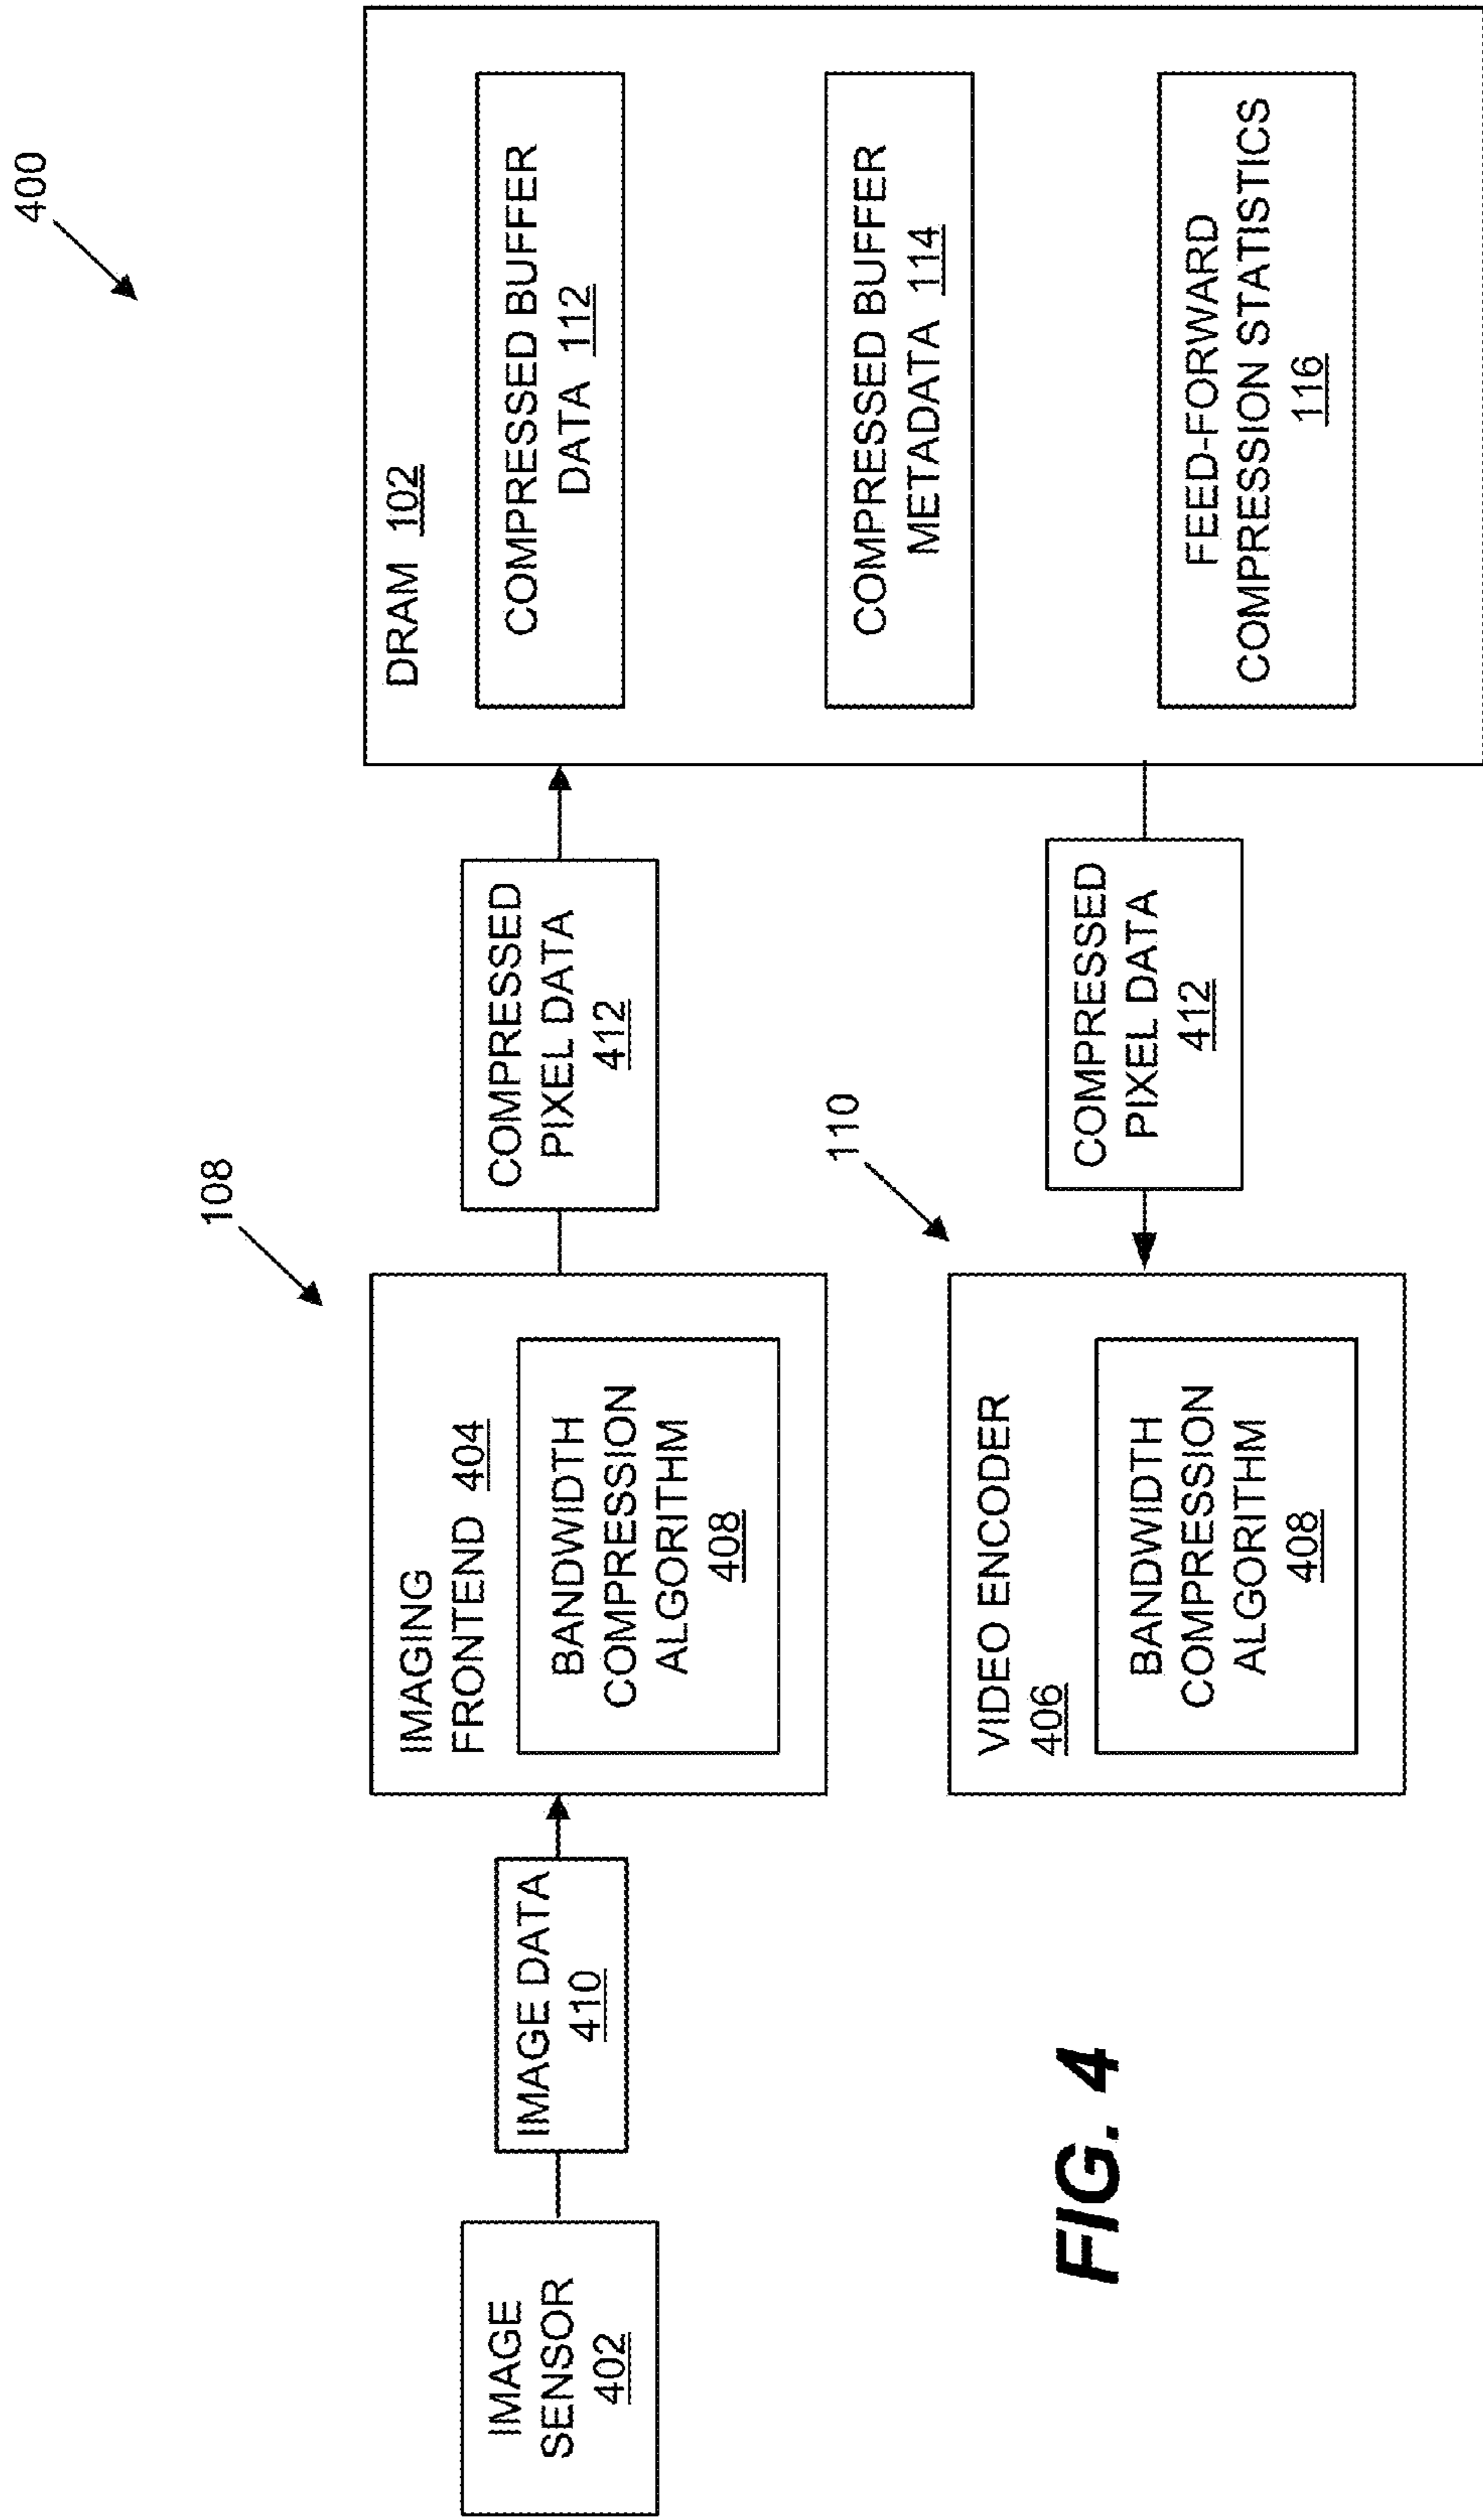 400
108
IMAGE
SENSOR
402
IMAGE DATA
410
IMAGING
FRONTEND 404
BANDWIDTH
COMPRESSION
ALGORITHM
408
COMPRESSED
PIXEL DATA
412
DRAM 102
COMPRESSED BUFFER
DATA 112
COMPRESSED BUFFER
METADATA 114
FEED-FORWARD
COMPRESSION STATISTICS
116
110
VIDEO ENCODER
406
BANDWIDTH
COMPRESSION
ALGORITHM
408
COMPRESSED
PIXEL DATA
412
FIG. 4